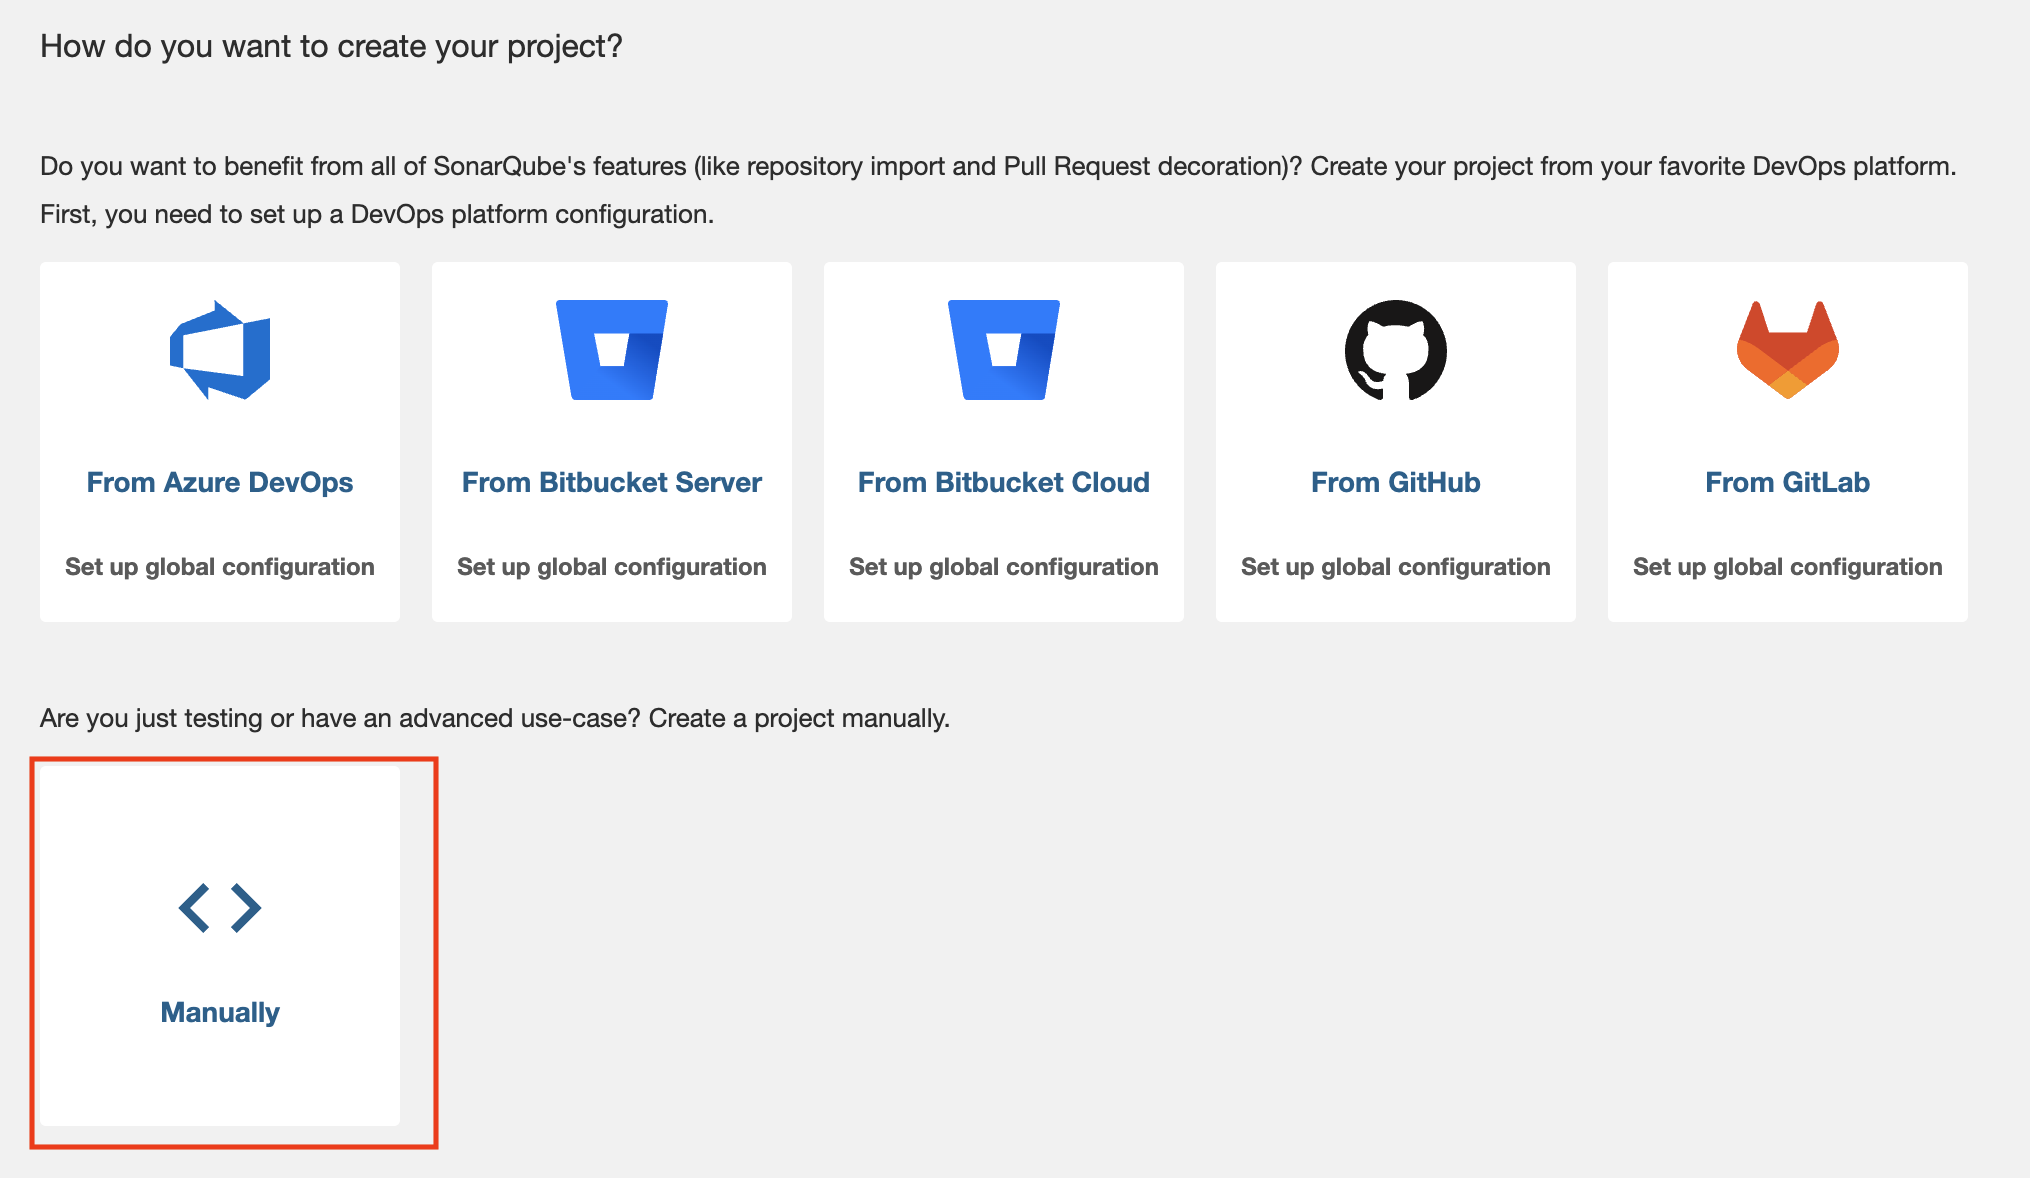 How do you want to create your project?
Do you want to benefit from all of SonarQube's features (like repository import and Pull Request decoration)? Create your project from your favorite DevOps platform.
First, you need to set up a DevOps platform configuration.
From Azure DevOps
Set up global configuration
From Bitbucket Server
Set up global configuration
From Bitbucket Cloud
Set up global configuration
From GitHub
Set up global configuration
From GitLab
Set up global configuration
Are you just testing or have an advanced use-case? Create a project manually.
Manually